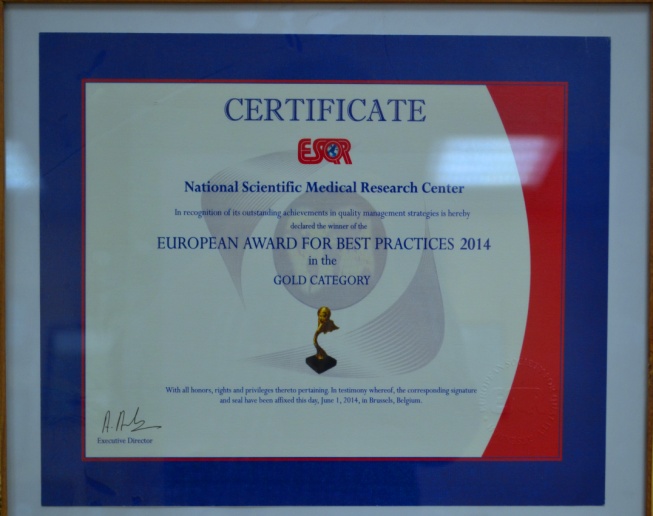 CERTIFICATE
ESQR
National Scientific Medical Research Center
In recognition of its outstanding achievements in quality management strategies is hereby
declared the winner of the
EUROPEAN AWARD FOR BEST PRACTICES 2014
in the
GOLD CATEGORY
With all honors, rights and privileges thereto pertaining. In testimony whereof, the corresponding signature
and seal have been affixed this day, June 1, 2014, in Brussels, Belgium.
Executive Director